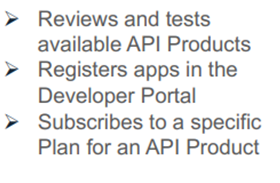 ➢ Reviews and tests
available API Products
➢ Registers apps in the
Developer Portal
➢ Subscribes to a specific
Plan for an API Product